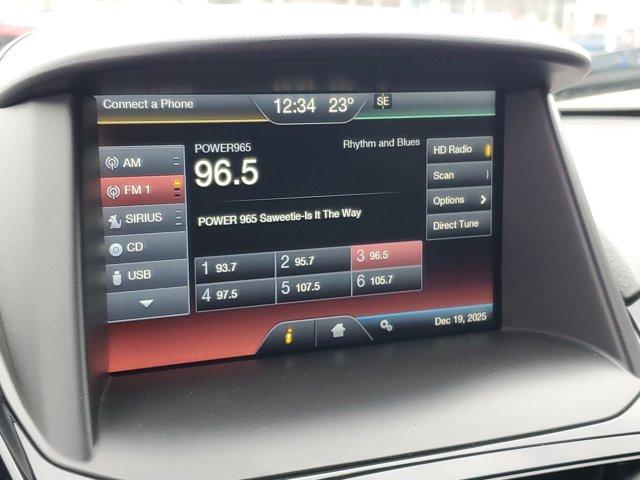 Connect a Phone
12:34 23° SE
AM
FM 1
SIRIUS
CD
USB
POWER965
Rhythm and Blues
96.5
POWER 965 Saweetie-Is It The Way
1 93.7
2 95.7
3 96.5
4 97.5
5 107.5
6 105.7
HD Radio
Scan
Options
Direct Tune
Dec 19, 2025